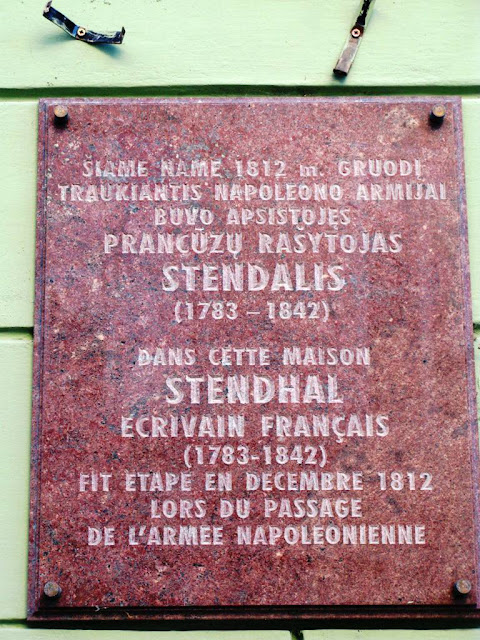 ŠIAME NAME 1812 m. GRUODI
TRAUKIANTIS NAPOLEONO ARMIJAI
BUVO APSISTOJĘS
PRANCŪZŲ RAŠYTOJAS
STENDALIS
(1783 – 1842)
DANS CETTE MAISON
STENDHAL
ECRIVAIN FRANÇAIS
(1783-1842)
FIT ETAPE EN DECEMBRE 1812
LORS DU PASSAGE
DE L'ARMEE NAPOLEONIENNE